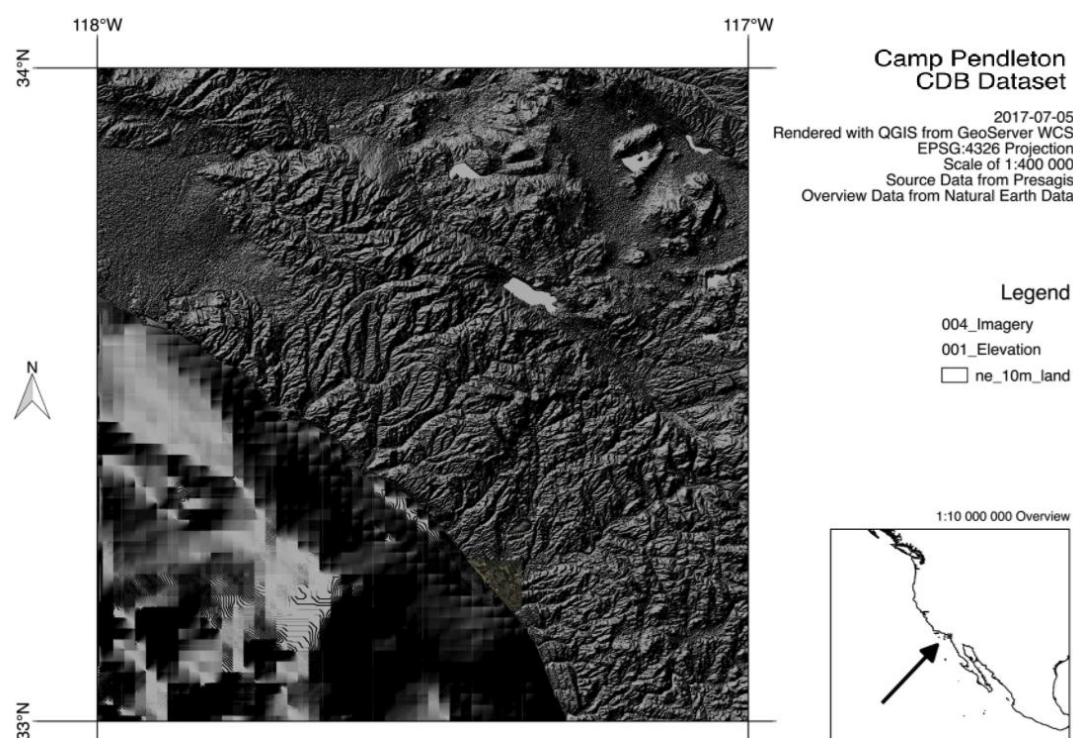 118°W
117°W
34°N
Camp Pendleton
CDB Dataset
2017-07-05
Rendered with QGIS from GeoServer WCS
EPSG:4326 Projection
Scale of 1:400 000
Source Data from Presagis
Overview Data from Natural Earth Data
Legend
004_Imagery
001_Elevation
ne_10m_land
N
1:10 000 000 Overview
33°N